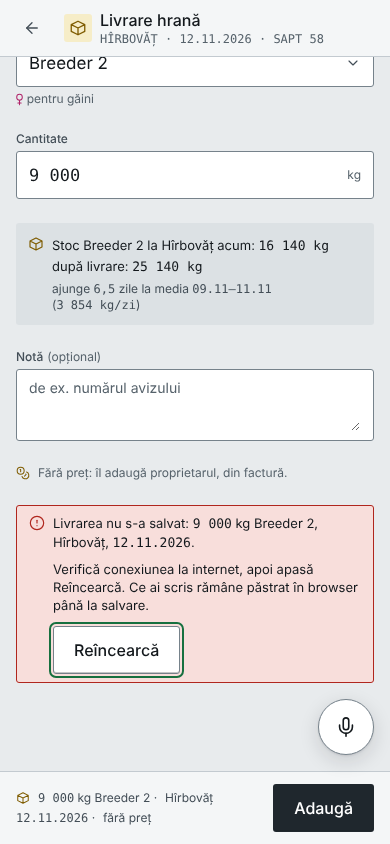 Livrare hrană
HÎRBOVĂȚ · 12.11.2026 · SAPT 58
Breeder 2
♀ pentru găini
Cantitate
9 000 kg
Stoc Breeder 2 la Hîrbovăț acum: 16 140 kg
după livrare: 25 140 kg
ajunge 6,5 zile la media 09.11–11.11
(3 854 kg/zi)
Notă (opțional)
de ex. numărul avizului
Fără preț: îl adaugă proprietarul, din factură.
Livrarea nu s-a salvat: 9 000 kg Breeder 2,
Hîrbovăț, 12.11.2026.
Verifică conexiunea la internet, apoi apasă
Reîncearcă. Ce ai scris rămâne păstrat în browser
până la salvare.
Reîncearcă
9 000 kg Breeder 2 · Hîrbovăț
12.11.2026 · fără preț
Adaugă